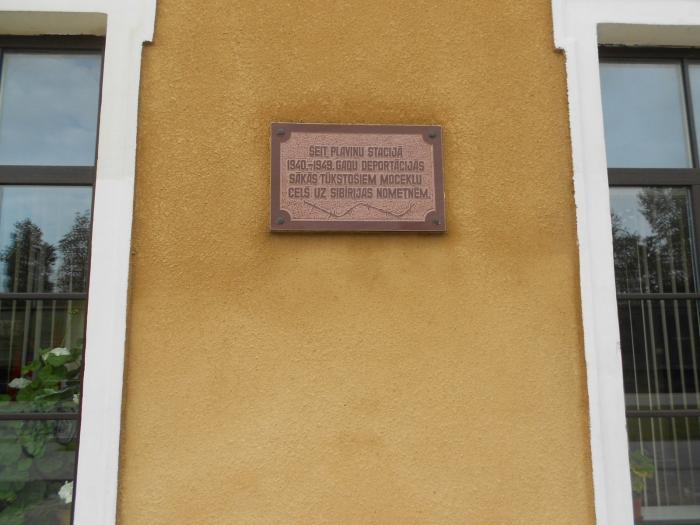 ŠEIT PĻAVIŅU STACIJĀ
1940.-1949. GADU DEPORTĀCIJĀS
SĀKĀS TŪKSTOŠIEM MOCEKĻU
CEĻŠ UZ SIBĪRIJAS NOMETNĒM.